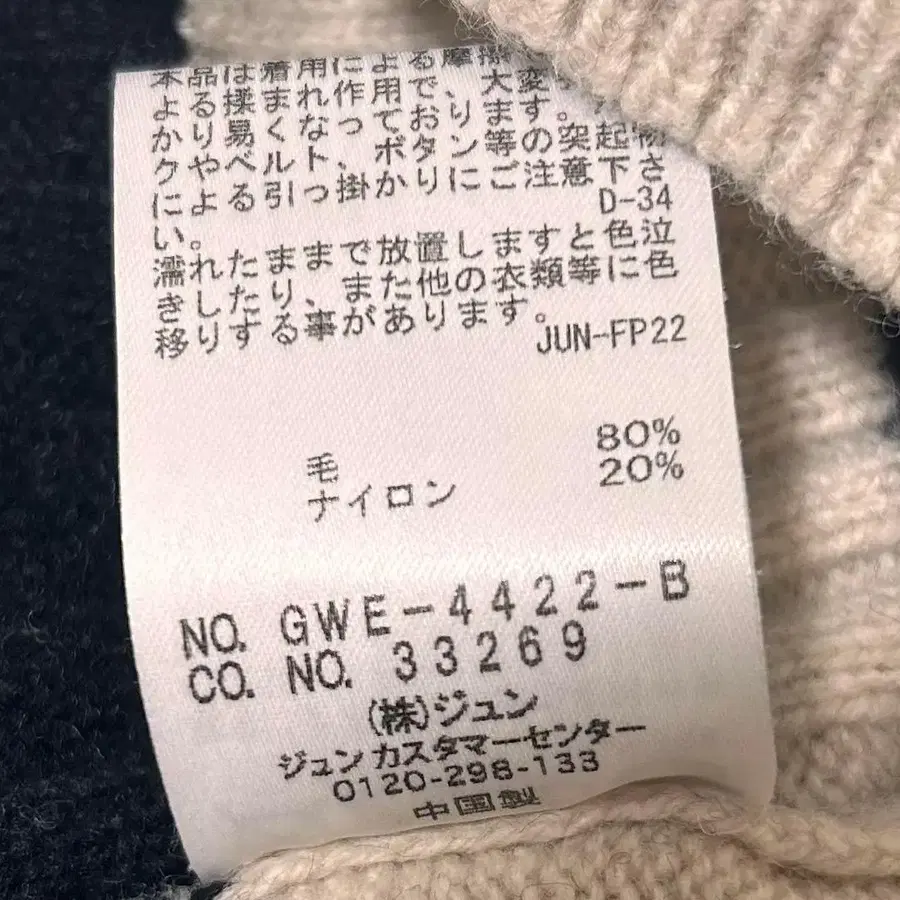 本品は着用による摩擦
よる揉まれ作用で、大変
かり易くなっております。
クやベルト、ボタン等の突起物
による引っ掛かりにご注意下さ
い。 D-34
濡れたままで放置しますと色泣
きしたり、また他の衣類等に色
移りする事があります。
JUN-FP22
毛 80%
ナイロン 20%
NO. GWE-4422-B
CO. NO. 33269
(株)ジュン
ジュン カスタマーセンター
0120-298-133
中国製